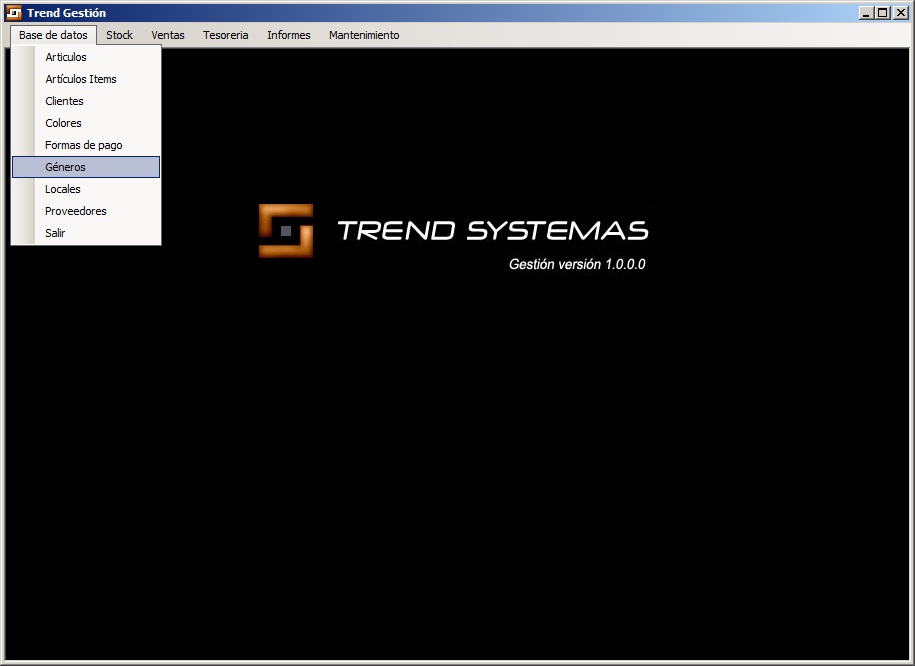 Trend Gestión
Base de datos Stock Ventas Tesoreria Informes Mantenimiento
Articulos
Artículos Items
Clientes
Colores
Formas de pago
Géneros
Locales
Proveedores
Salir
TREND SYSTEMAS
Gestión versión 1.0.0.0